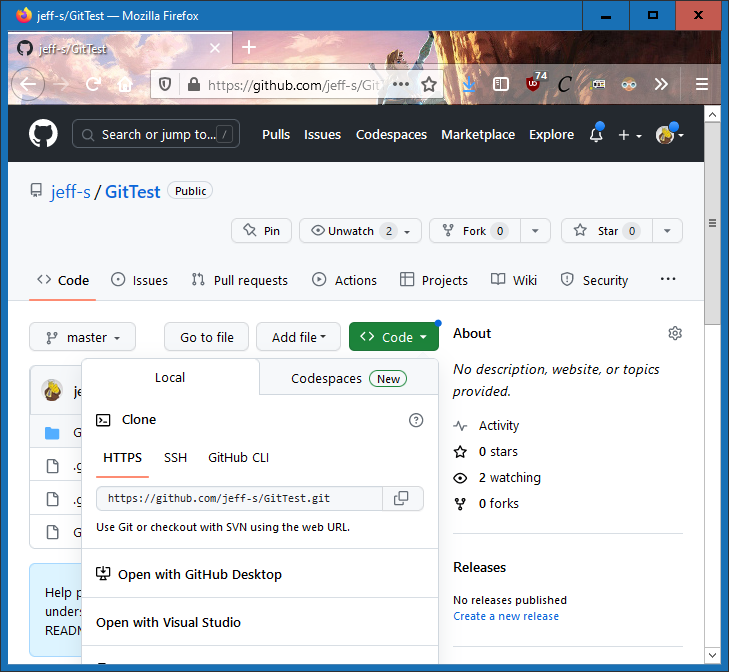 jeff-s/GitTest — Mozilla Firefox
jeff-s/GitTest
https://github.com/jeff-s/GitT
74
Search or jump to... /
Pulls Issues Codespaces Marketplace Explore
jeff-s / GitTest Public
Pin Unwatch 2 Fork 0 Star 0
Code Issues Pull requests Actions Projects Wiki Security
master Go to file Add file Code
About
No description, website, or topics
provided.
Activity
0 stars
2 watching
0 forks
Releases
No releases published
Create a new release
je
G
.g
.g
G
Local Codespaces New
Clone
HTTPS SSH GitHub CLI
https://github.com/jeff-s/GitTest.git
Use Git or checkout with SVN using the web URL.
Open with GitHub Desktop
Open with Visual Studio
Help p
unders
READM